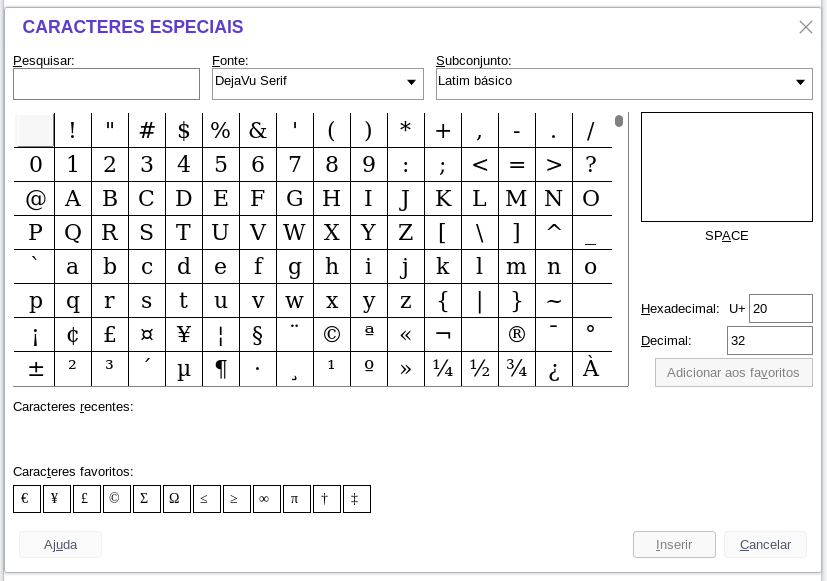 CARACTERES ESPECIAIS
Pesquisar: Fonte: Subconjunto:
DejaVu Serif Latim básico
! " # $ % & ' ( ) * + , - . /
0 1 2 3 4 5 6 7 8 9 : ; < = > ?
@ A B C D E F G H I J K L M N O
P Q R S T U V W X Y Z [ \ ] ^ _
` a b c d e f g h i j k l m n o
p q r s t u v w x y z { | } ~
¡ ¢ £ ¤ ¥ ¦ § ¨ © ª « ¬ ® ¯ °
± ² ³ ´ µ ¶ · ¸ ¹ º » ¼ ½ ¾ ¿ À
SPACE
Hexadecimal: U+ 20
Decimal: 32
Adicionar aos favoritos
Caracteres recentes:
Caracteres favoritos:
€ ¥ £ © Σ Ω ≤ ≥ ∞ π † ‡
Ajuda Inserir Cancelar